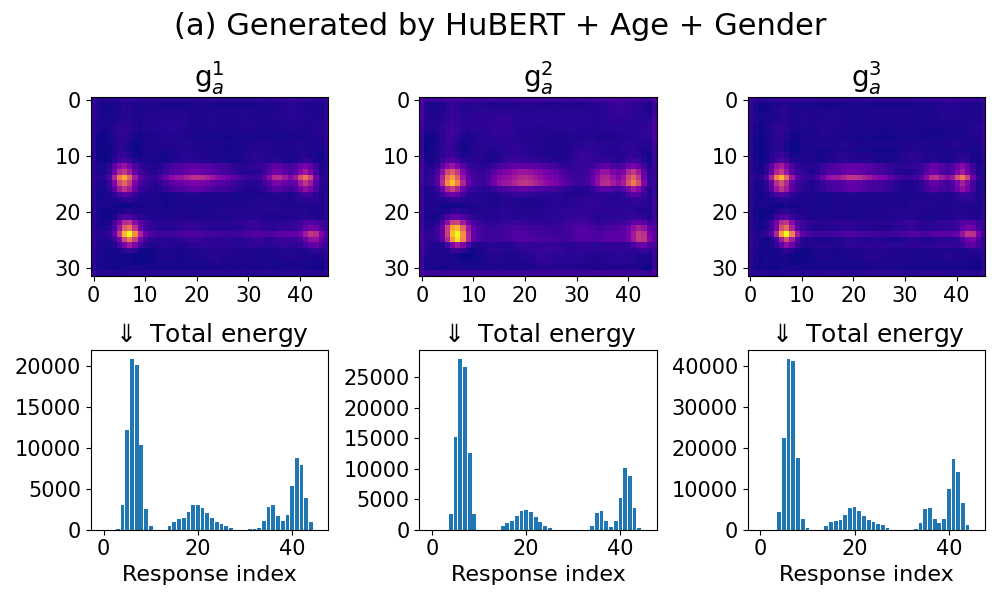 (a) Generated by HuBERT + Age + Gender
g_a^1 g_a^2 g_a^3
0 0 0
10 10 10
20 20 20
30 30 30
0 10 20 30 40 0 10 20 30 40 0 10 20 30 40
⇓ Total energy ⇓ Total energy ⇓ Total energy
20000 25000 40000
15000 20000 30000
10000 15000 20000
5000 10000 10000
0 5000 0
0
0 20 40 0 20 40 0 20 40
Response index Response index Response index